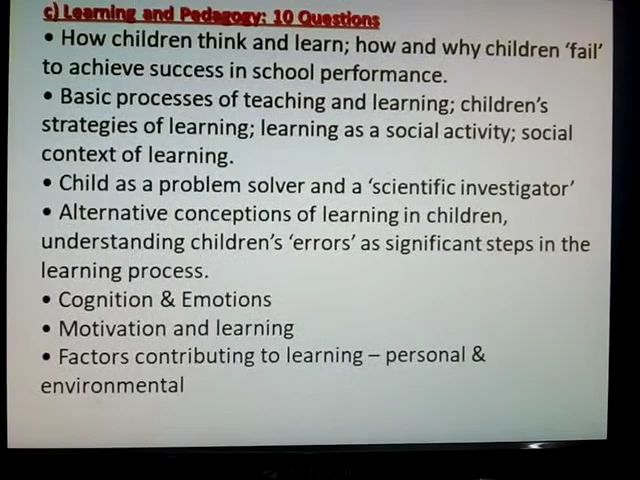 c) Learning and Pedagogy: 10 Questions
• How children think and learn; how and why children ‘fail’
to achieve success in school performance.
• Basic processes of teaching and learning; children’s
strategies of learning; learning as a social activity; social
context of learning.
• Child as a problem solver and a ‘scientific investigator’
• Alternative conceptions of learning in children,
understanding children’s ‘errors’ as significant steps in the
learning process.
• Cognition & Emotions
• Motivation and learning
• Factors contributing to learning – personal &
environmental